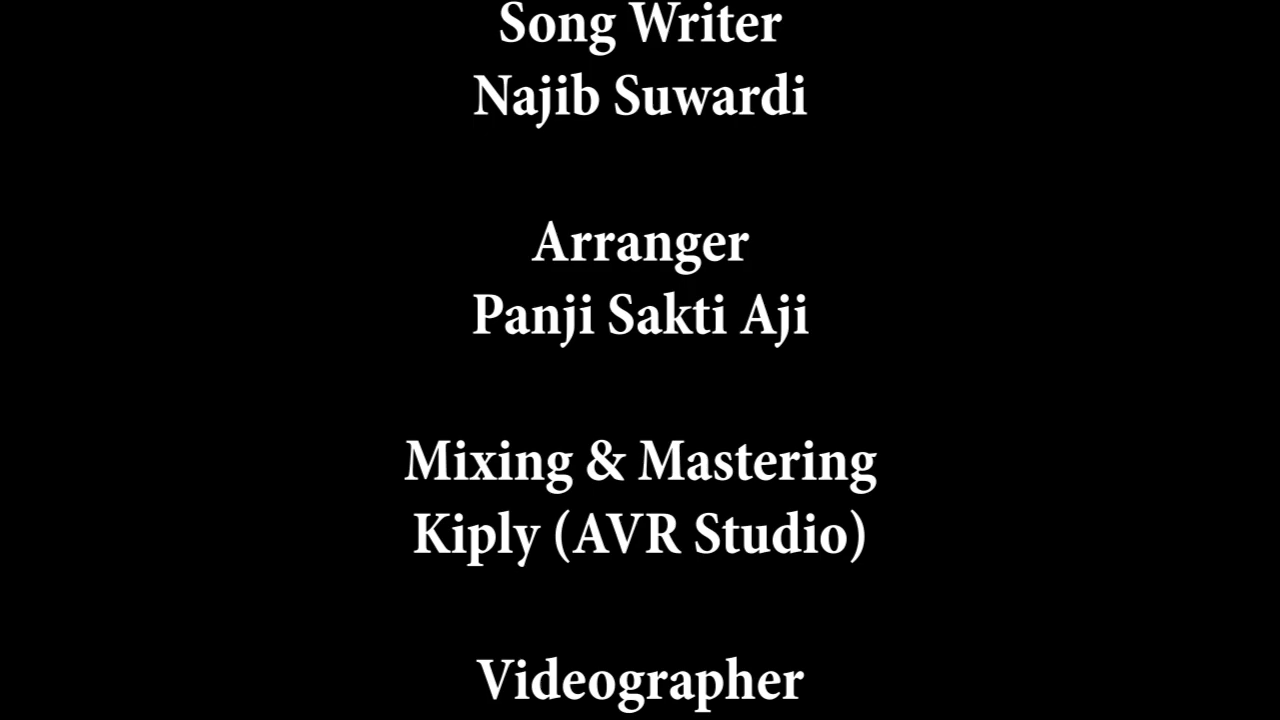 Song Writer
Najib Suwardi
Arranger
Panji Sakti Aji
Mixing & Mastering
Kiply (AVR Studio)
Videographer